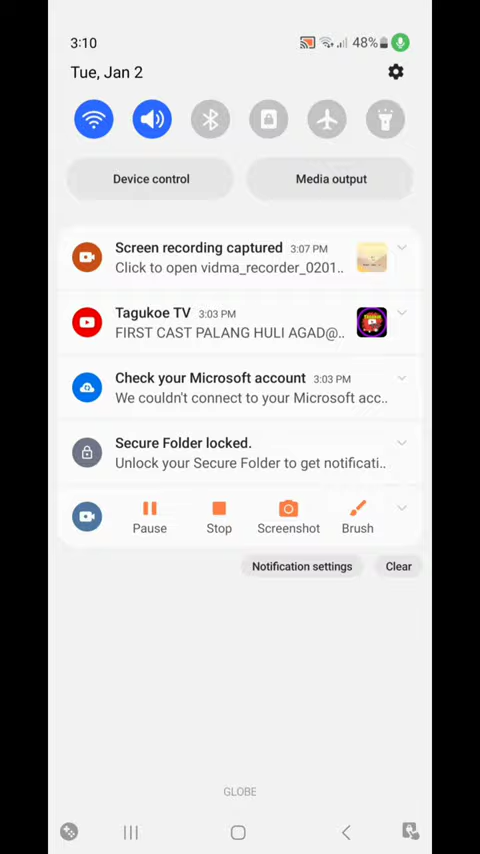 3:10
48%
Tue, Jan 2
Device control
Media output
Screen recording captured 3:07 PM
Click to open vidma_recorder_0201..
Tagukoe TV 3:03 PM
FIRST CAST PALANG HULI AGAD@..
Check your Microsoft account 3:03 PM
We couldn't connect to your Microsoft acc..
Secure Folder locked.
Unlock your Secure Folder to get notificati..
Pause
Stop
Screenshot
Brush
Notification settings
Clear
GLOBE